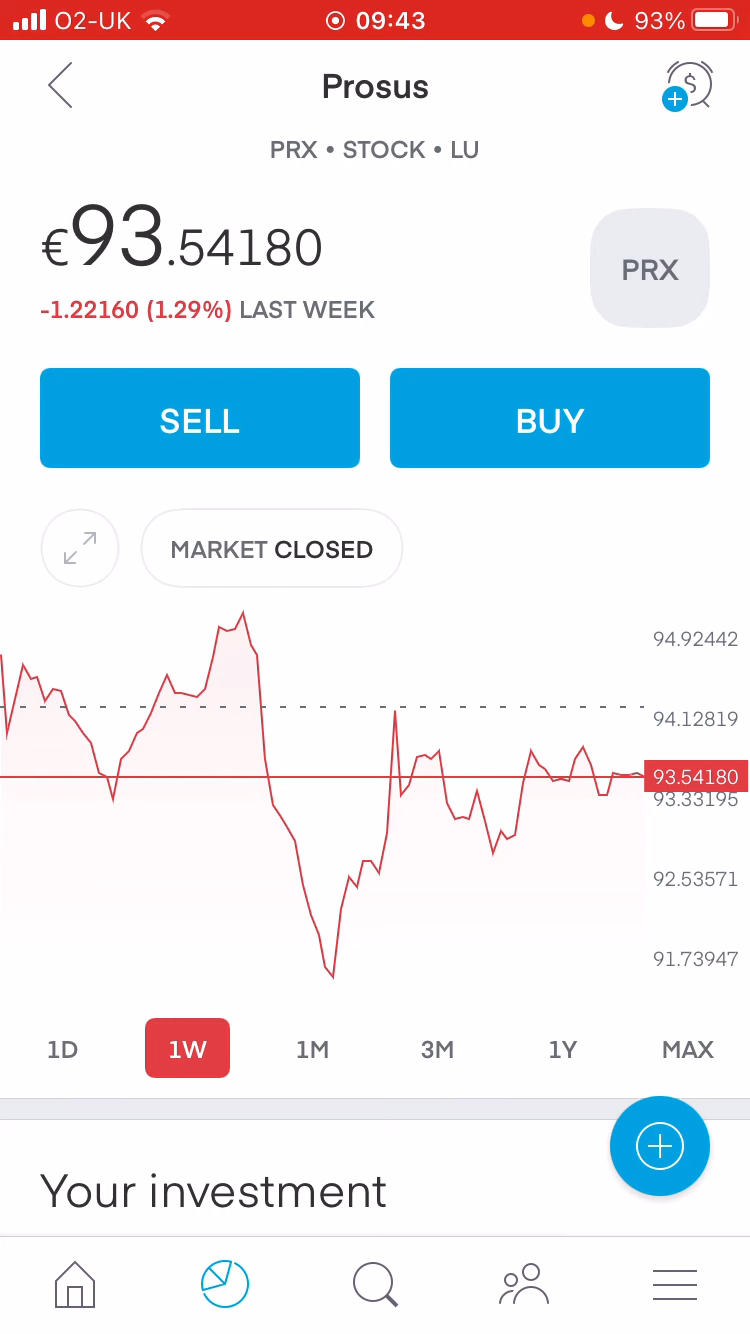 O2-UK 09:43 93%
Prosus
PRX • STOCK • LU
€93.54180
-1.22160 (1.29%) LAST WEEK
PRX
SELL BUY
MARKET CLOSED
94.92442
94.12819
93.54180
93.33195
92.53571
91.73947
1D 1W 1M 3M 1Y MAX
Your investment